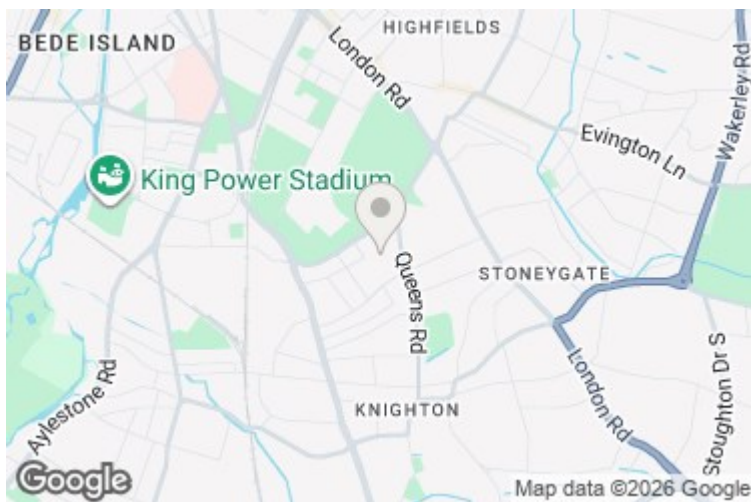 BEDE ISLAND
HIGHFIELDS
London Rd
Wakerley Rd
Evington Ln
King Power Stadium
Queens Rd
STONEYGATE
Aylestone Rd
KNIGHTON
London Rd
Stoughton Dr S
Google
Map data ©2026 Google